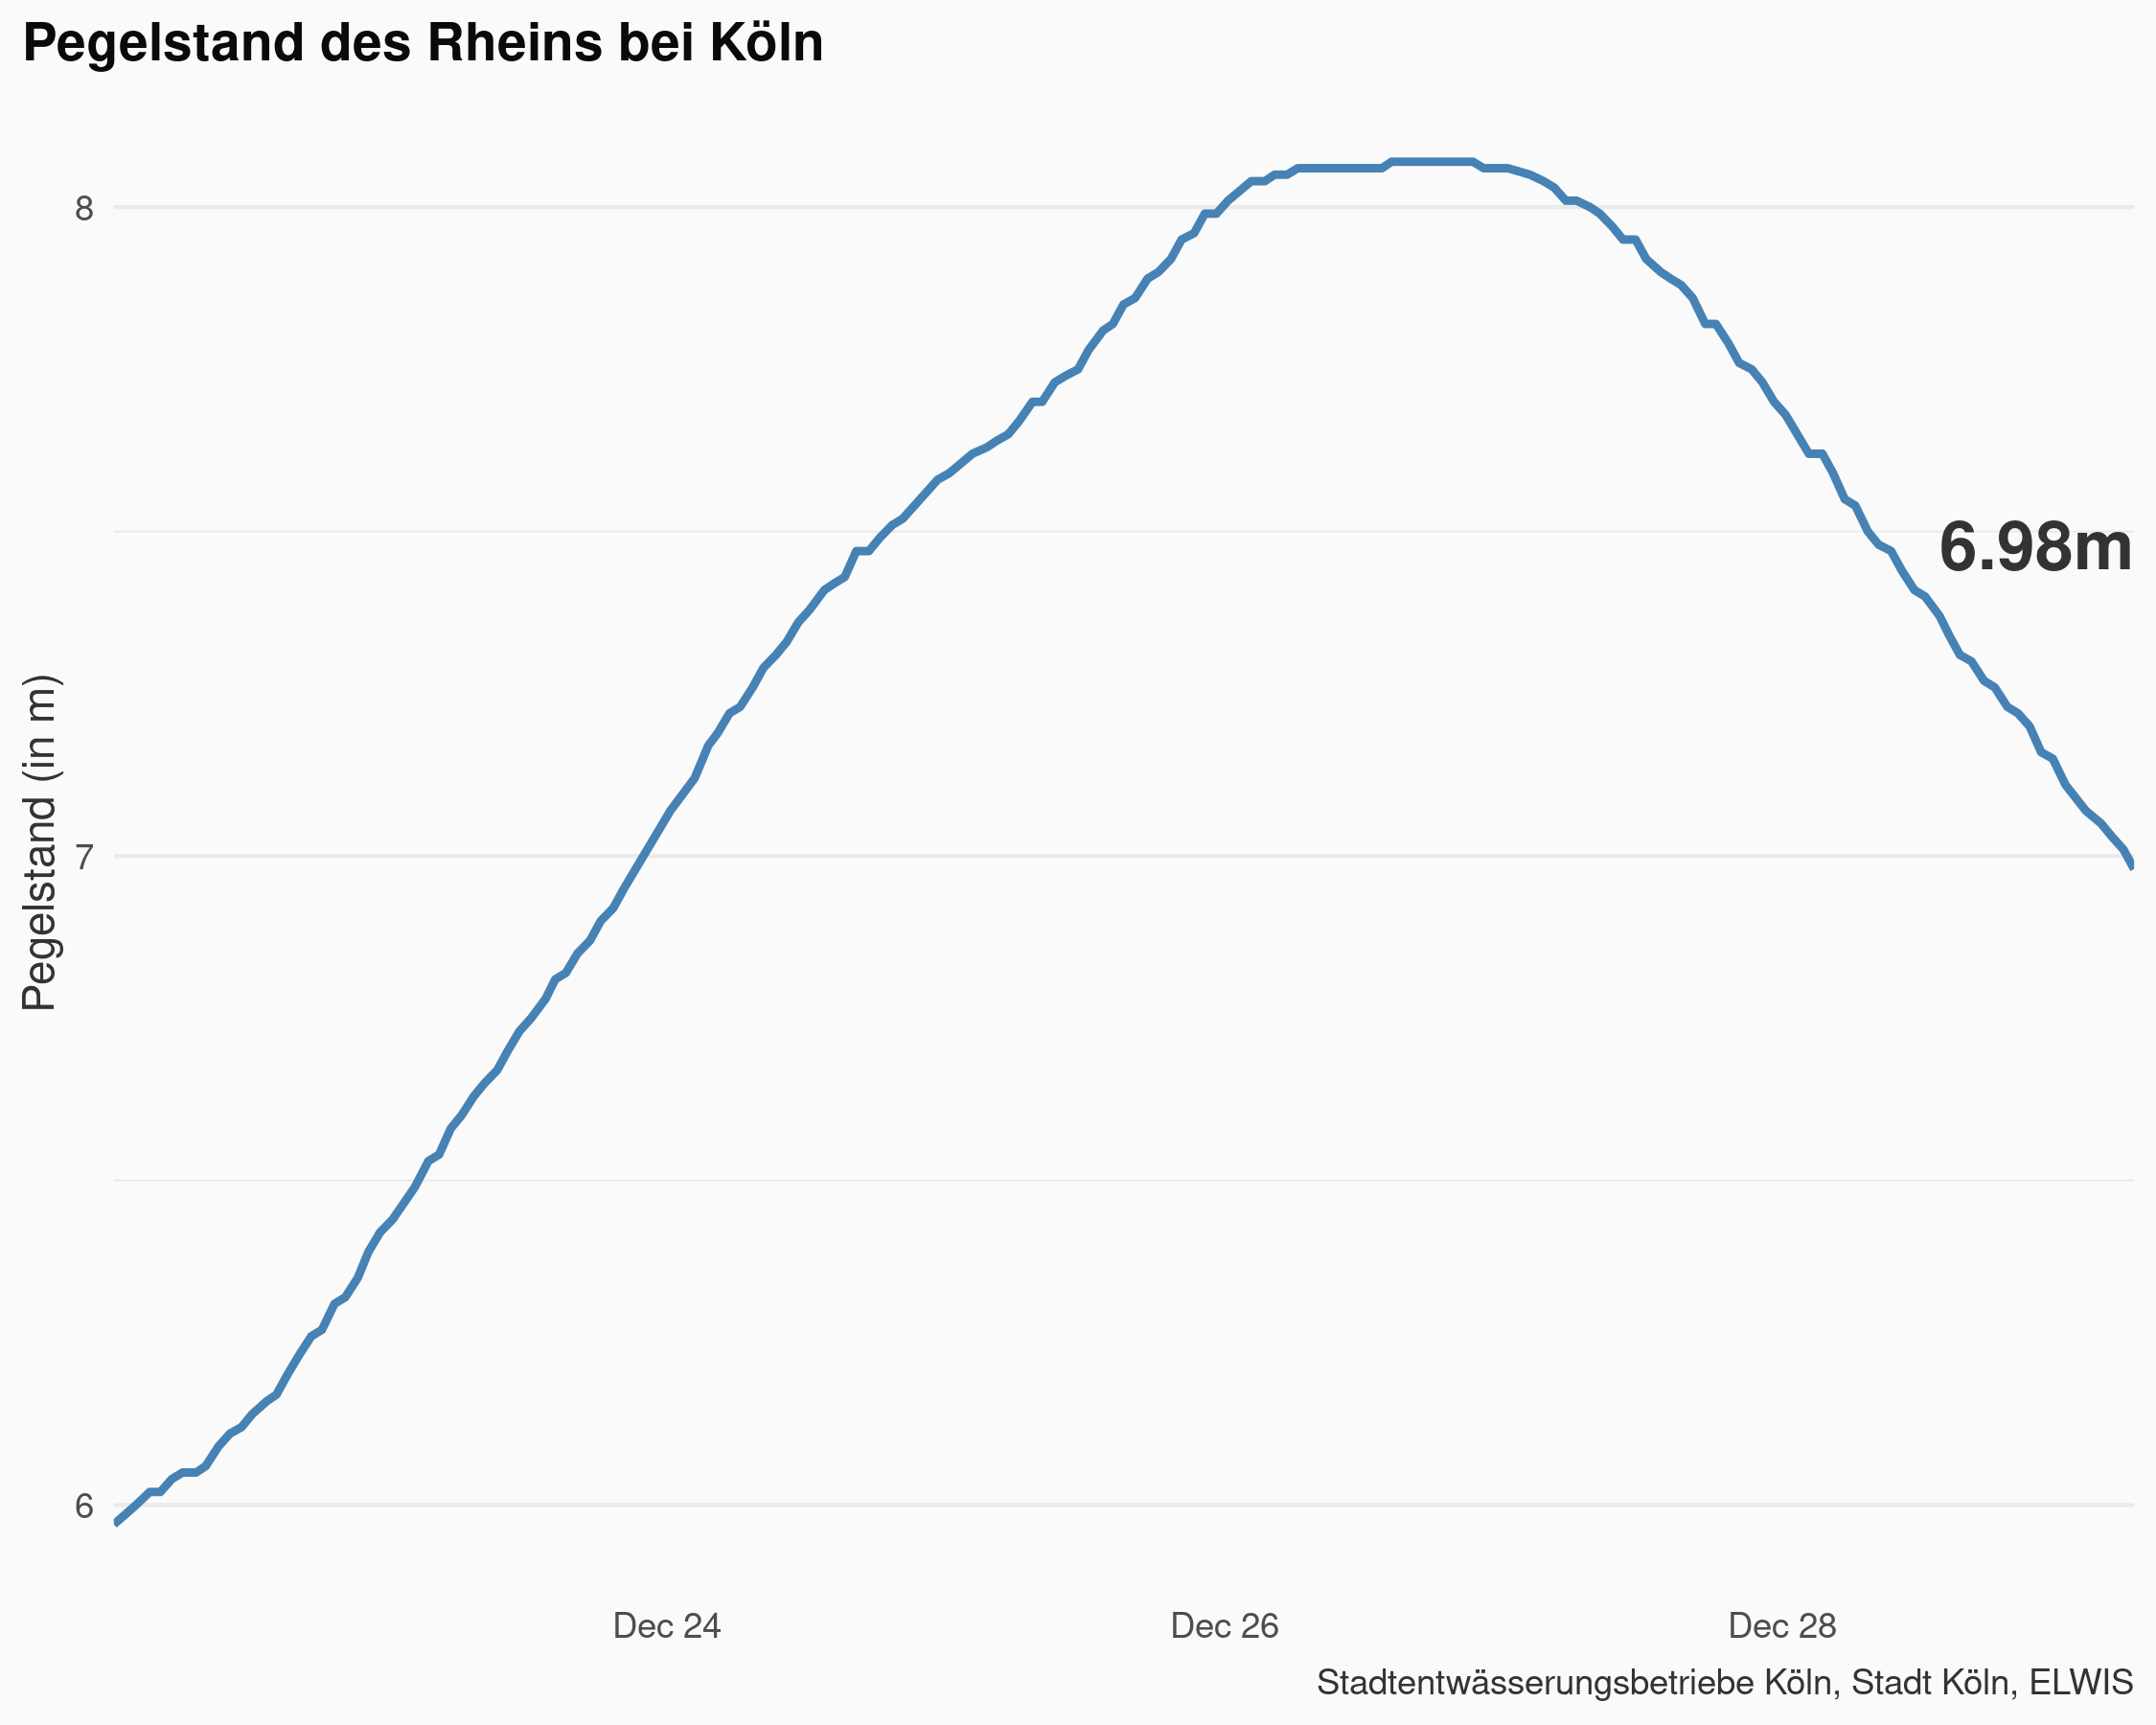 Pegelstand des Rheins bei Köln
8
6.98m
Pegelstand (in m)
7
6
Dec 24
Dec 26
Dec 28
Stadtentwässerungsbetriebe Köln, Stadt Köln, ELWIS